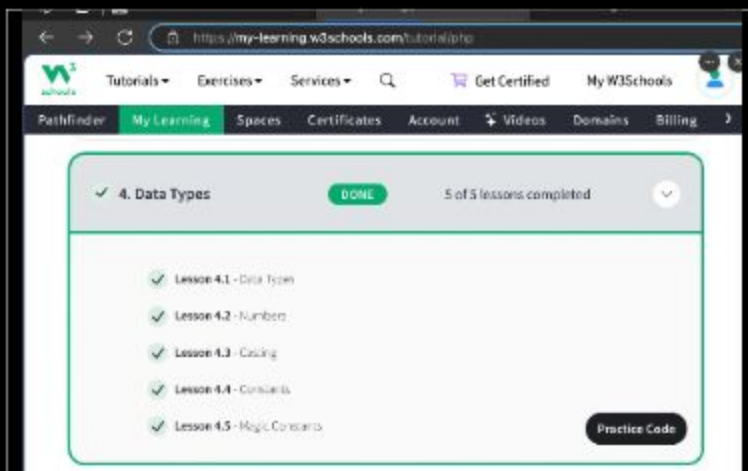 https://my-learning.w3schools.com/tutorial/php
W3 schools
Tutorials Exercises Services Get Certified My W3Schools
Pathfinder My Learning Spaces Certificates Account Videos Domains Billing
4. Data Types DONE 5 of 5 lessons completed
Lesson 4.1 - Data Types
Lesson 4.2 - Numbers
Lesson 4.3 - Casting
Lesson 4.4 - Constants
Lesson 4.5 - Magic Constants
Practice Code